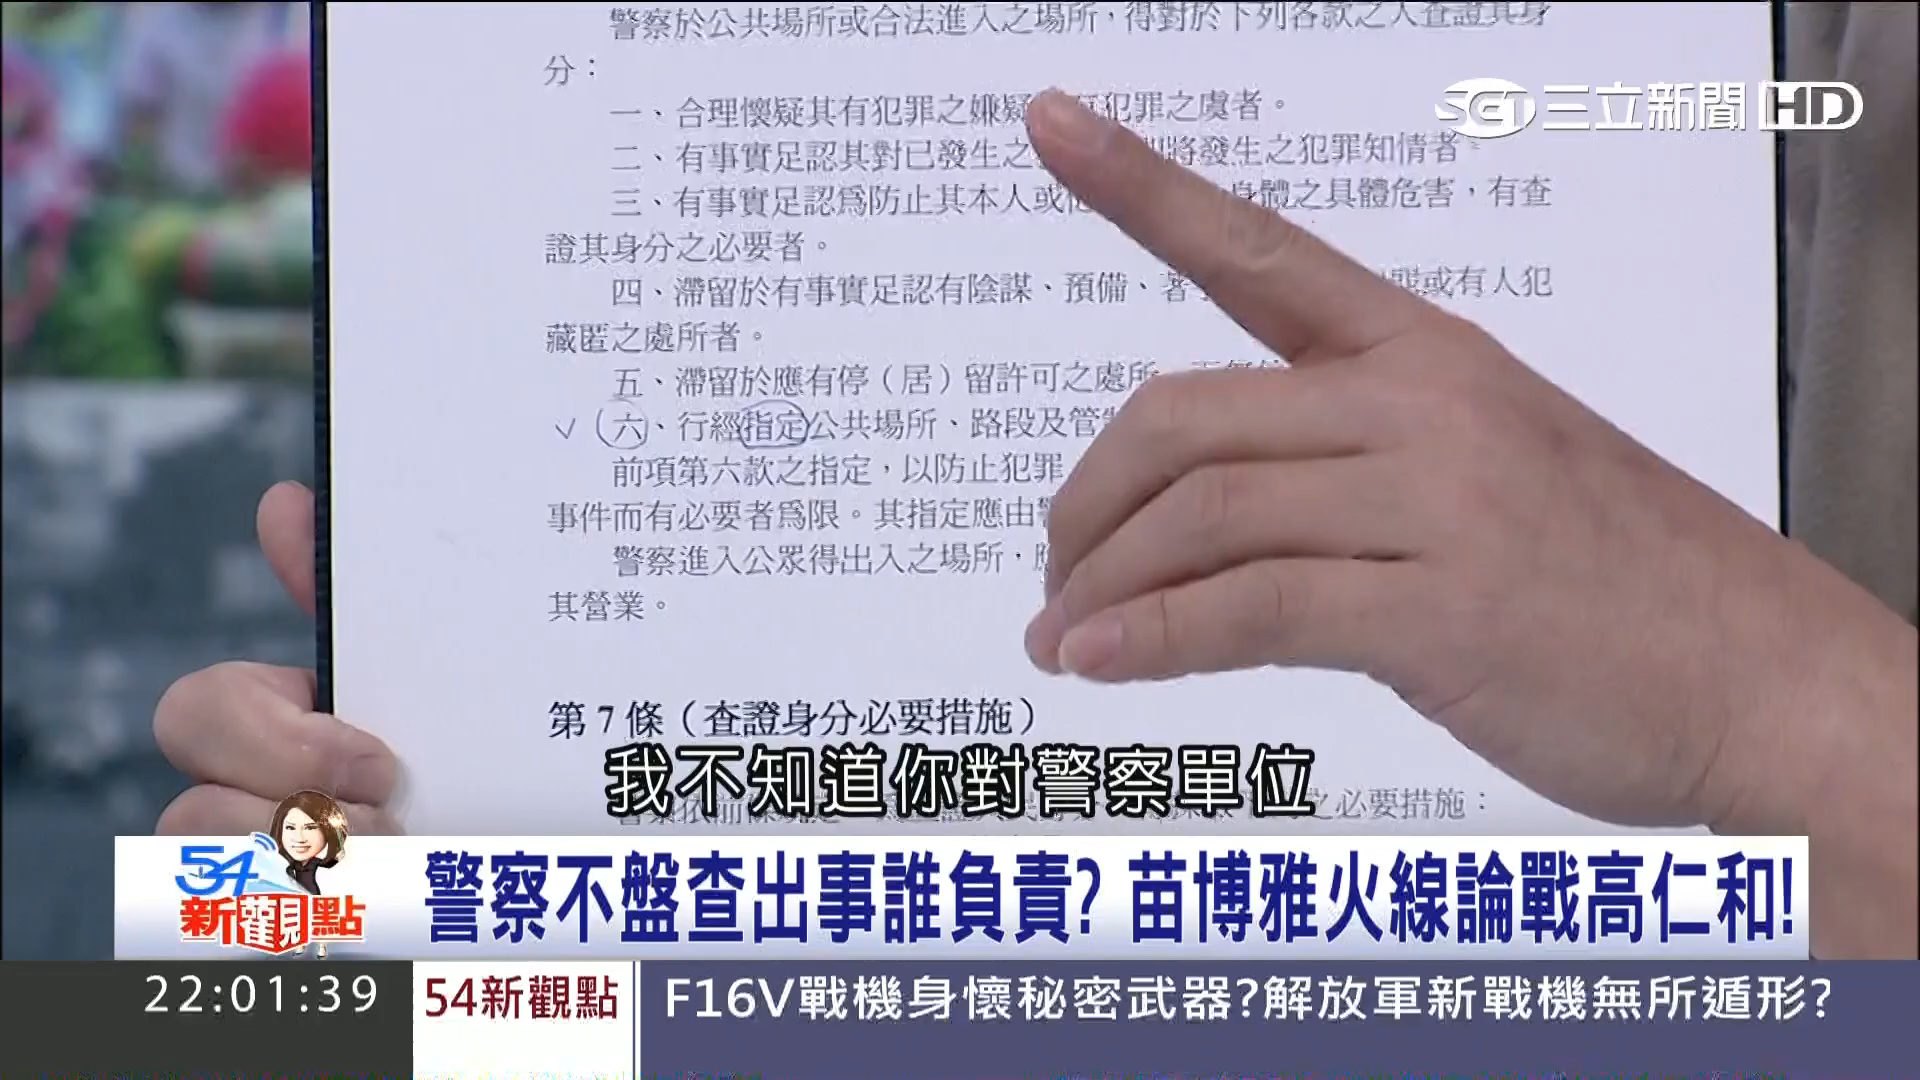 警察於公共場所或合法進入之場所，得對於下列各款之人查證其身
分：
一、合理懷疑其有犯罪之嫌疑 犯罪之虞者。
二、有事實足認其對已發生之 將發生之犯罪知情者
三、有事實足認爲防止其本人或他 身體之具體危害，有查
證其身分之必要者。
四、滯留於有事實足認有陰謀、預備、著 罪或有人犯
藏匿之處所者。
五、滯留於應有停（居）留許可之處所
六、行經指定公共場所、路段及管
前項第六款之指定，以防止犯罪
事件而有必要者爲限。其指定應由
警察進入公眾得出入之場所，
其營業。
第 7 條（查證身分必要措施）
之必要措施：
SET三立新聞HD
我不知道你對警察單位
54新觀點
警察不盤查出事誰負責? 苗博雅火線論戰高仁和!
22:01:39
54新觀點
F16V戰機身懷秘密武器?解放軍新戰機無所遁形?